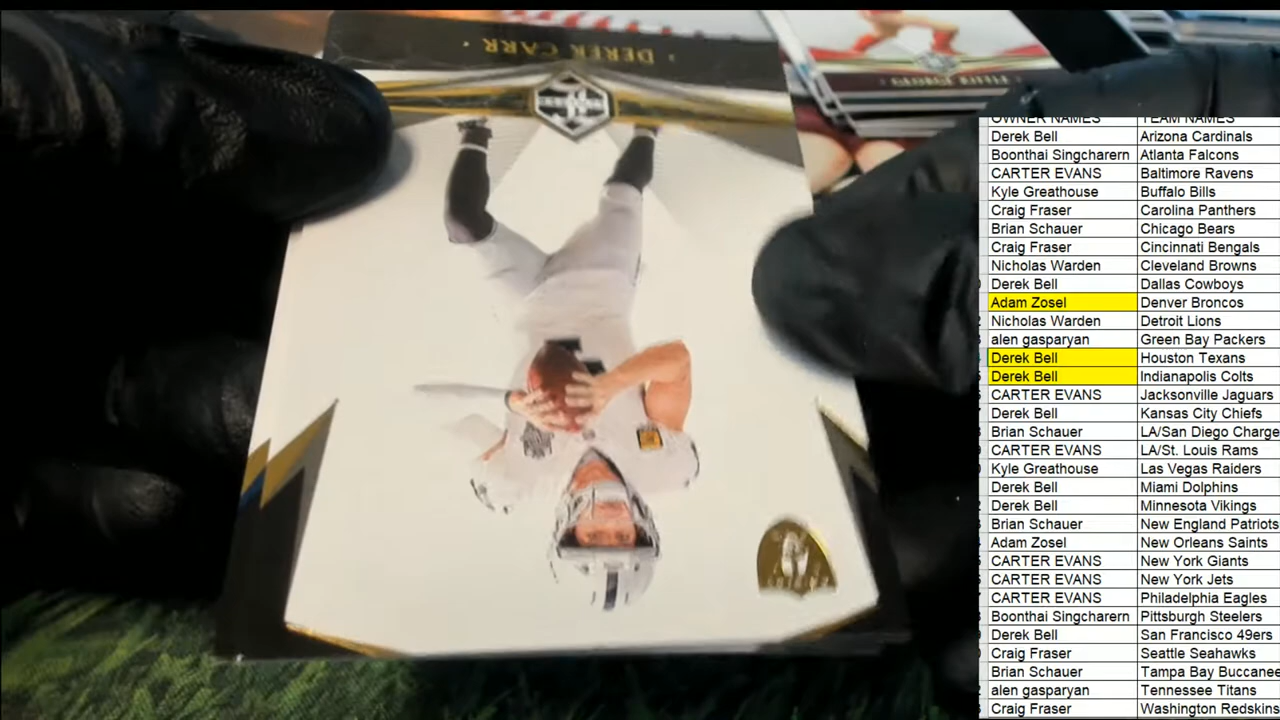 · DEREK CARR ·
OWNER NAMES TEAM NAMES
Derek Bell Arizona Cardinals
Boonthai Singcharern Atlanta Falcons
CARTER EVANS Baltimore Ravens
Kyle Greathouse Buffalo Bills
Craig Fraser Carolina Panthers
Brian Schauer Chicago Bears
Craig Fraser Cincinnati Bengals
Nicholas Warden Cleveland Browns
Derek Bell Dallas Cowboys
Adam Zosel Denver Broncos
Nicholas Warden Detroit Lions
alen gasparyan Green Bay Packers
Derek Bell Houston Texans
Derek Bell Indianapolis Colts
CARTER EVANS Jacksonville Jaguars
Derek Bell Kansas City Chiefs
Brian Schauer LA/San Diego Charge
CARTER EVANS LA/St. Louis Rams
Kyle Greathouse Las Vegas Raiders
Derek Bell Miami Dolphins
Derek Bell Minnesota Vikings
Brian Schauer New England Patriots
Adam Zosel New Orleans Saints
CARTER EVANS New York Giants
CARTER EVANS New York Jets
CARTER EVANS Philadelphia Eagles
Boonthai Singcharern Pittsburgh Steelers
Derek Bell San Francisco 49ers
Craig Fraser Seattle Seahawks
Brian Schauer Tampa Bay Buccanee
alen gasparyan Tennessee Titans
Craig Fraser Washington Redskins